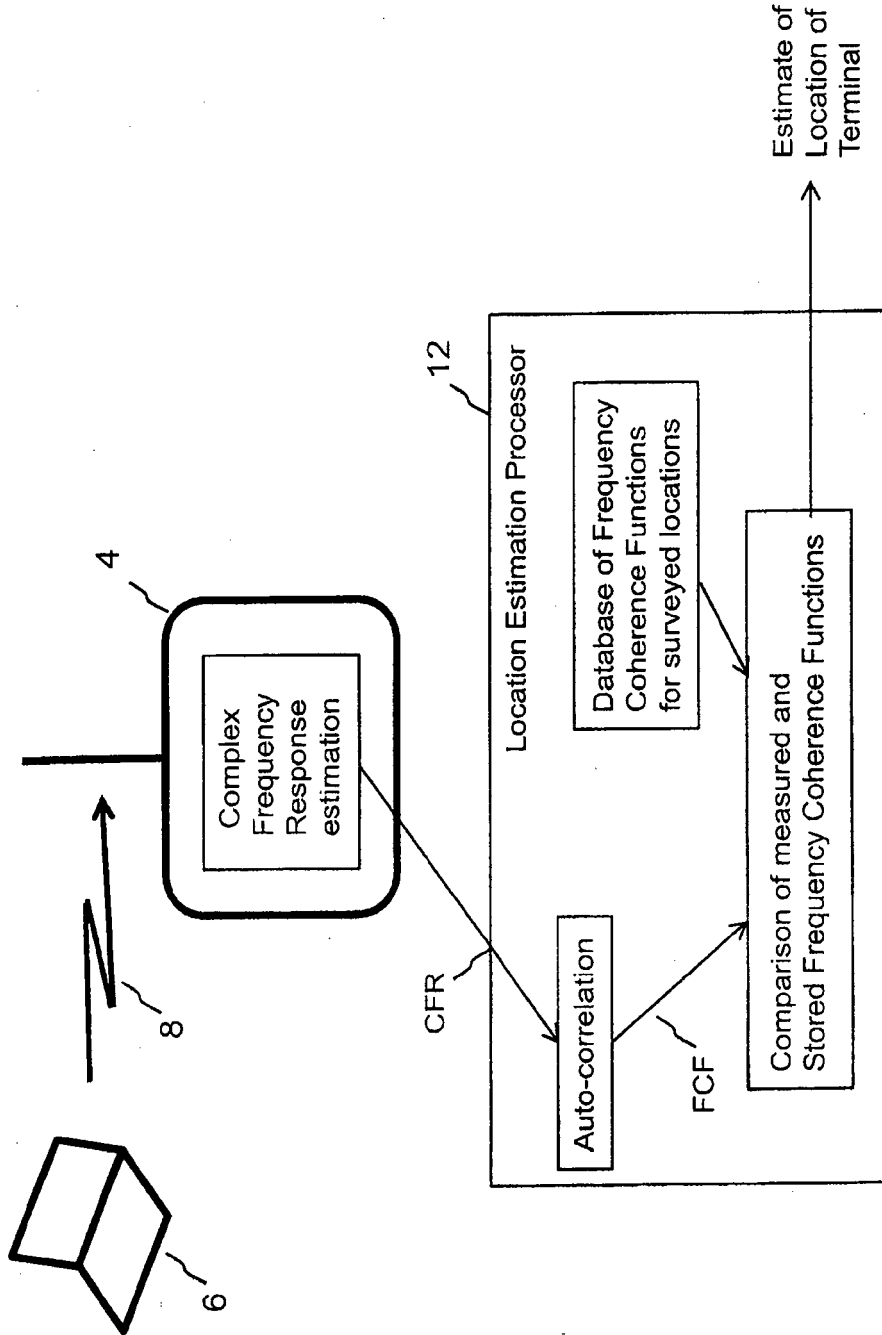 6
8
4
Complex
Frequency
Response
estimation
CFR
12
Location Estimation Processor
Auto-correlation
FCF
Database of Frequency
Coherence Functions
for surveyed locations
Comparison of measured and
Stored Frequency Coherence Functions
Estimate of
Location of
Terminal